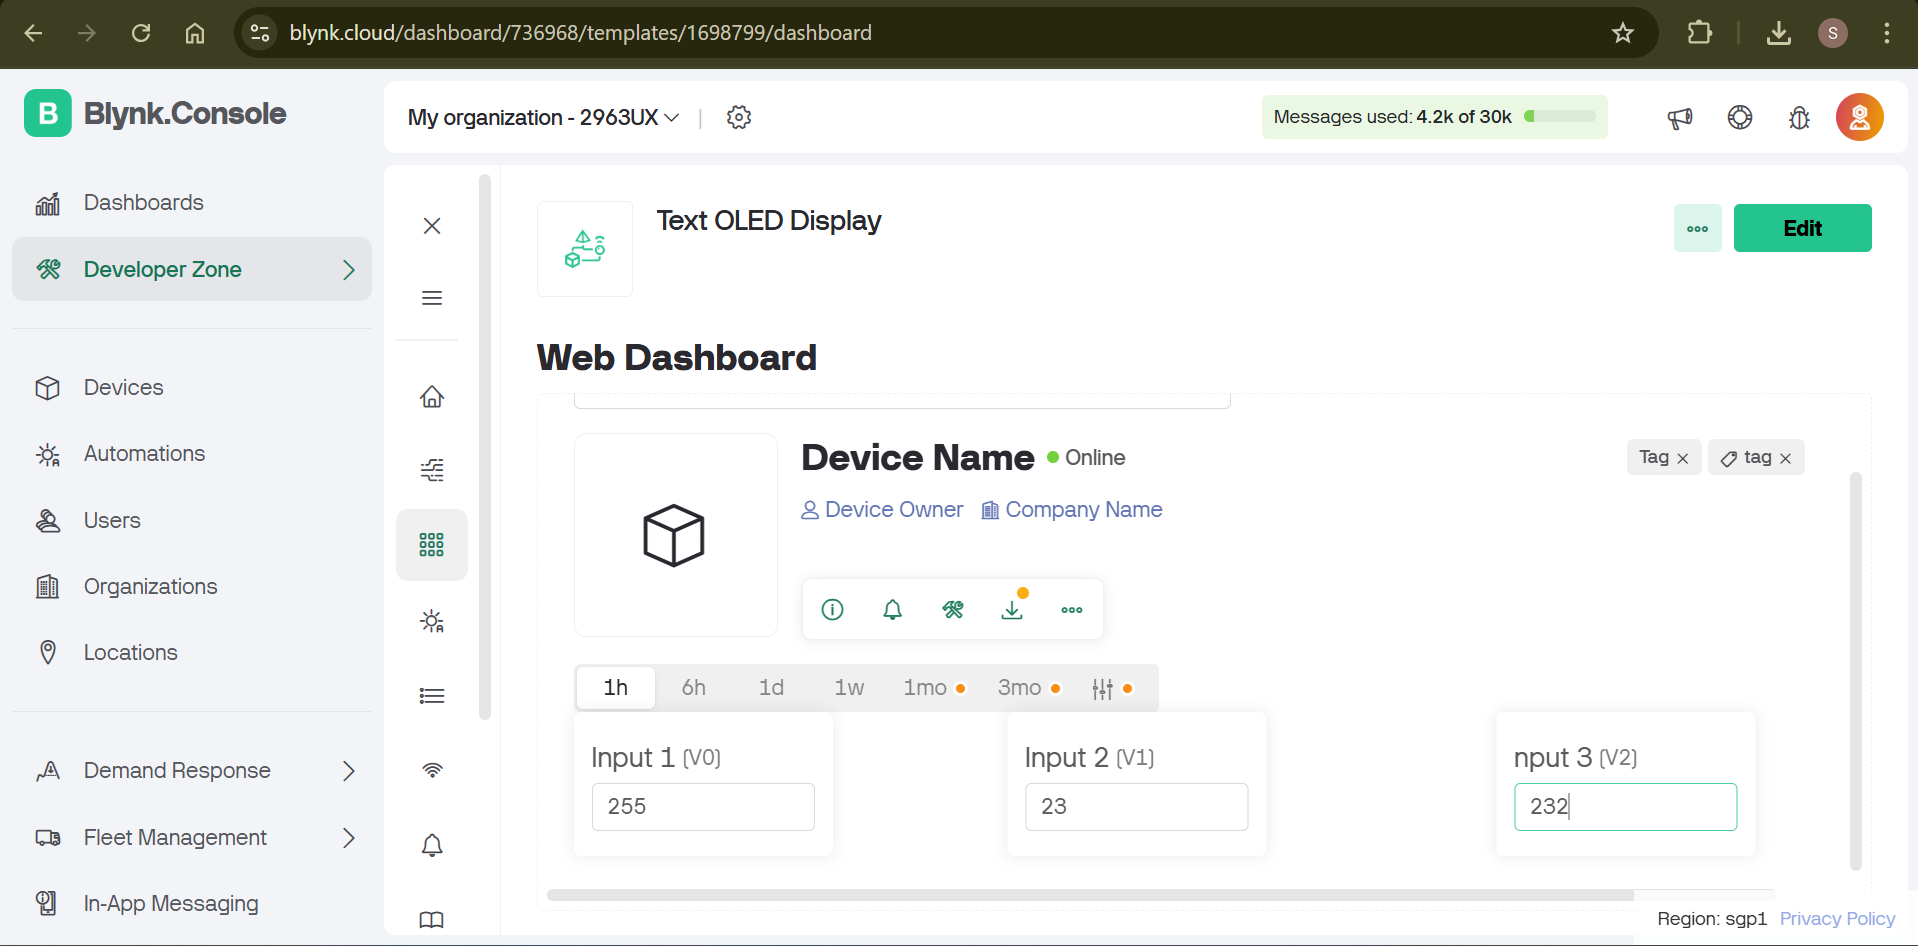 blynk.cloud/dashboard/736968/templates/1698799/dashboard
S
B Blynk.Console
My organization - 2963UX
Messages used: 4.2k of 30k
Dashboards
Developer Zone
Devices
Automations
Users
Organizations
Locations
Demand Response
Fleet Management
In-App Messaging
Text OLED Display
Edit
Web Dashboard
Device Name Online
Tag tag
Device Owner Company Name
1h 6h 1d 1w 1mo 3mo
Input 1 (V0) Input 2 (V1) nput 3 (V2)
255 23 232
Region: sgp1 Privacy Policy